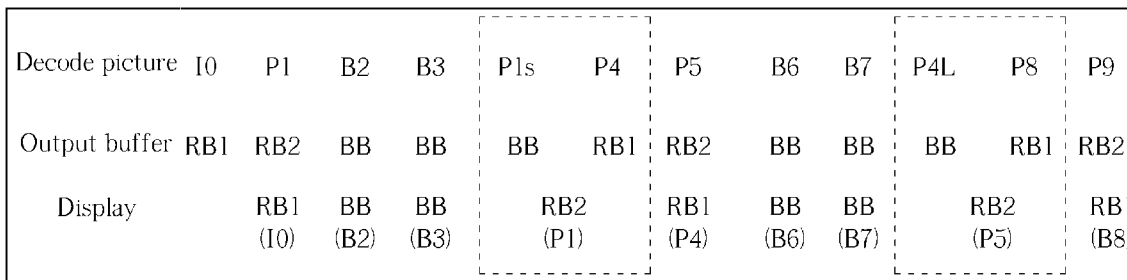 Decode picture I0 P1 B2 B3 P1s P4 P5 B6 B7 P4L P8 P9
Output buffer RB1 RB2 BB BB BB RB1 RB2 BB BB BB RB1 RB2
Display RB1 BB BB RB2 RB1 BB BB RB2 RB1
(I0) (B2) (B3) (P1) (P4) (B6) (B7) (P5) (B8